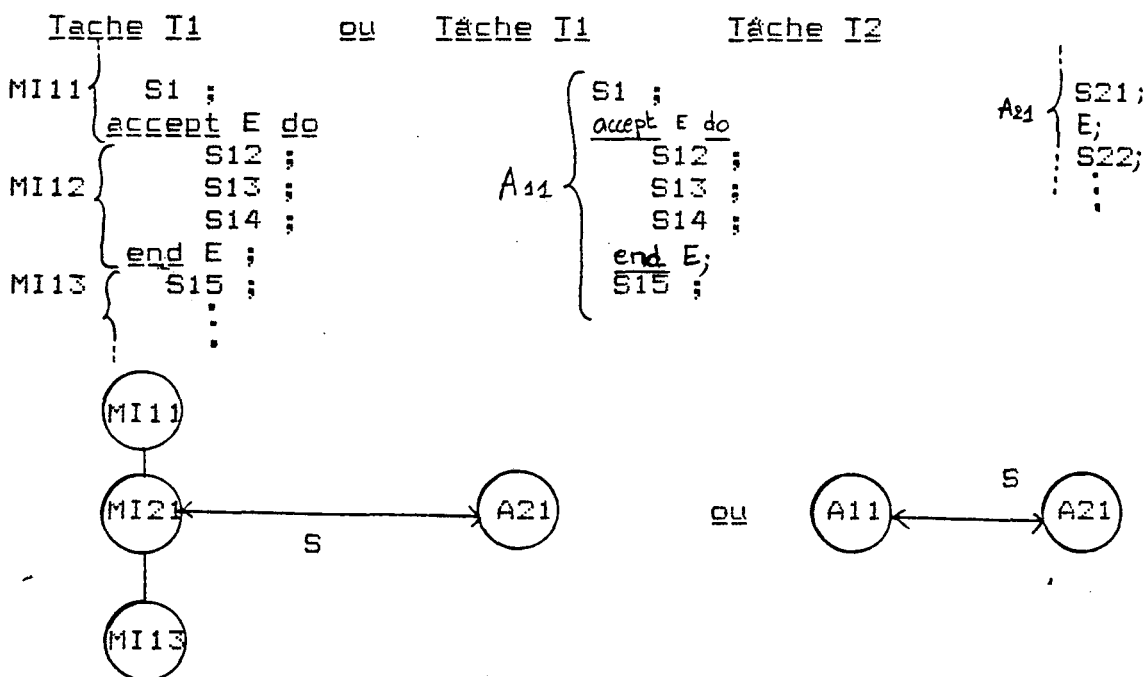 Tache T1 ou Tâche T1 Tâche T2
MI11 S1 ; S1 ; A21 S21;
accept E do accept E do E;
S12 ; S12 ; S22;
MI12 S13 ; A11 S13 ;
S14 ; S14 ;
end E ; end E;
MI13 S15 ; S15 ;
MI11
S
MI21 A21 ou A11 A21
S
MI13